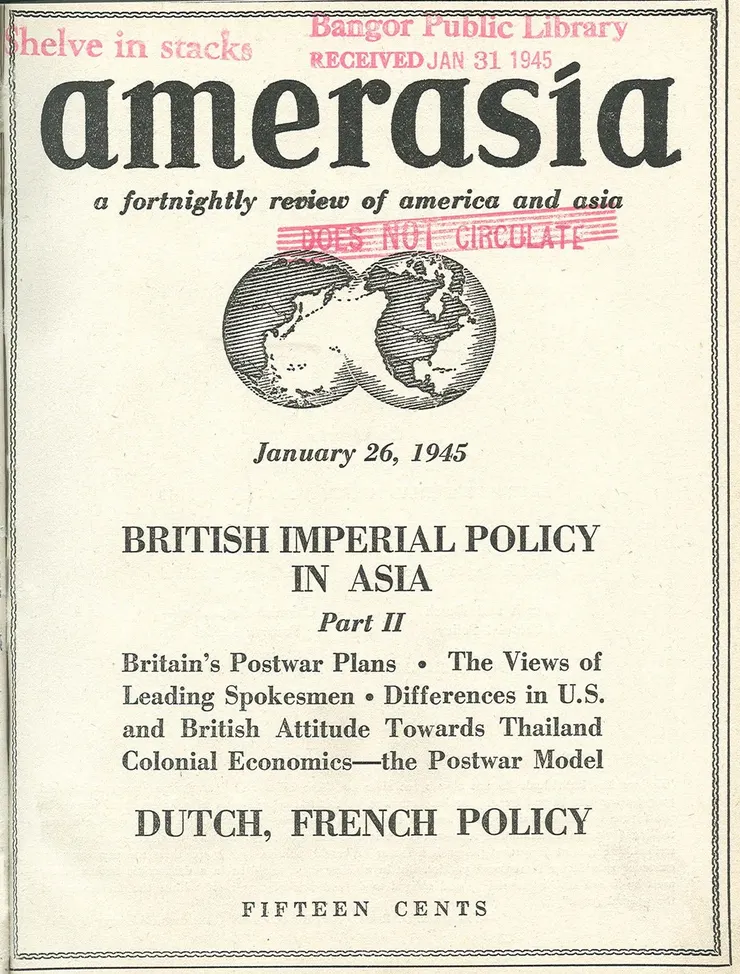 Shelve in stacks
Bangor Public Library
RECEIVED JAN 31 1945
amerasia
a fortnightly review of america and asia
DOES NOT CIRCULATE
January 26, 1945
BRITISH IMPERIAL POLICY
IN ASIA
Part II
Britain's Postwar Plans • The Views of
Leading Spokesmen • Differences in U.S.
and British Attitude Towards Thailand
Colonial Economics—the Postwar Model
DUTCH, FRENCH POLICY
FIFTEEN CENTS